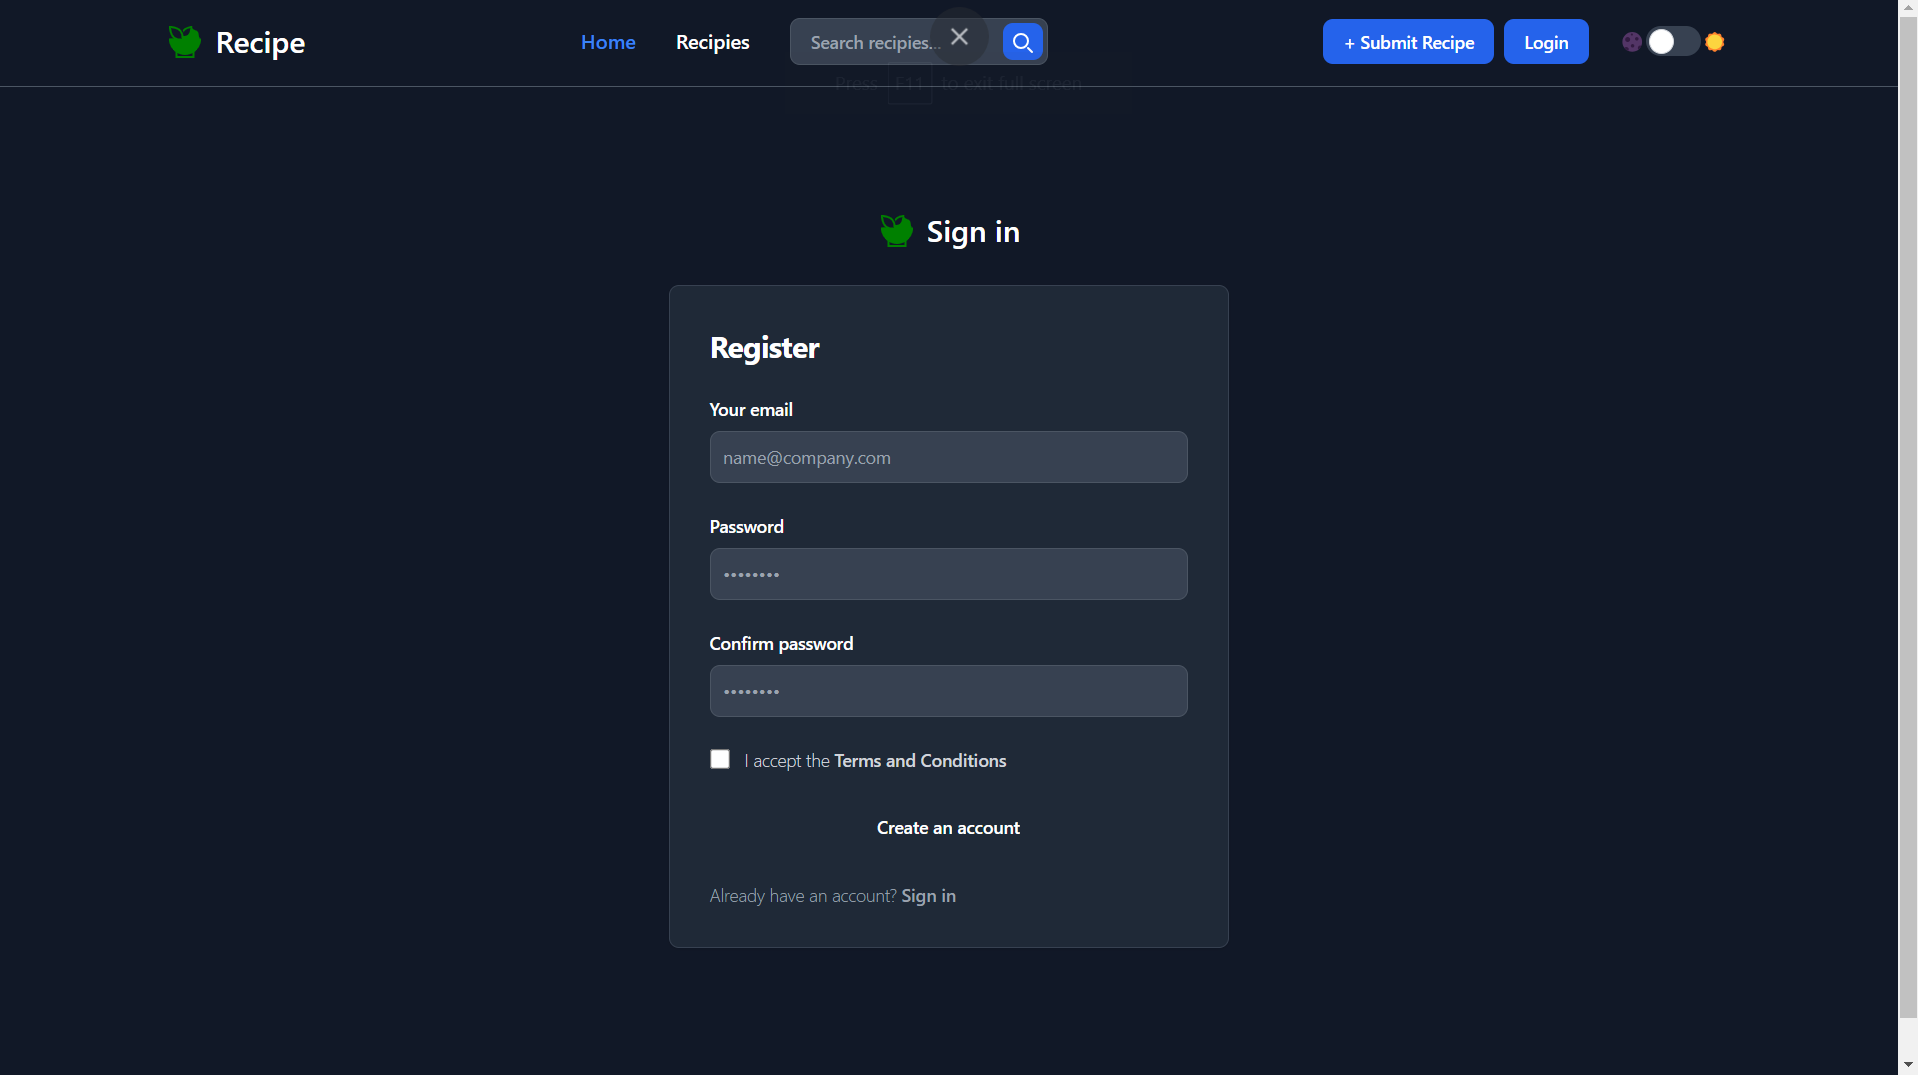 Recipe
Home
Recipies
Search recipies...
+ Submit Recipe
Login
Press F11 to exit full screen
Sign in
Register
Your email
name@company.com
Password
••••••••
Confirm password
••••••••
I accept the Terms and Conditions
Create an account
Already have an account? Sign in